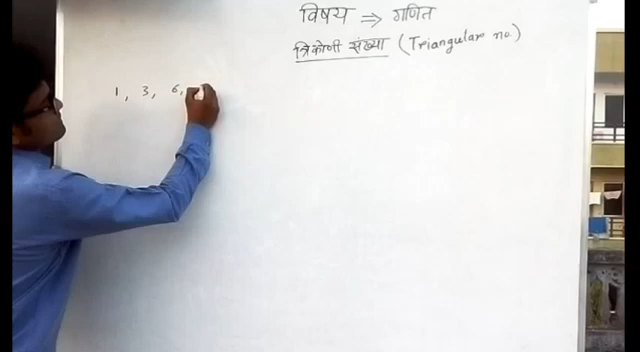 विषय ⇒ गणित
त्रिकोणी संख्या (Triangular no.)
1, 3, 6,